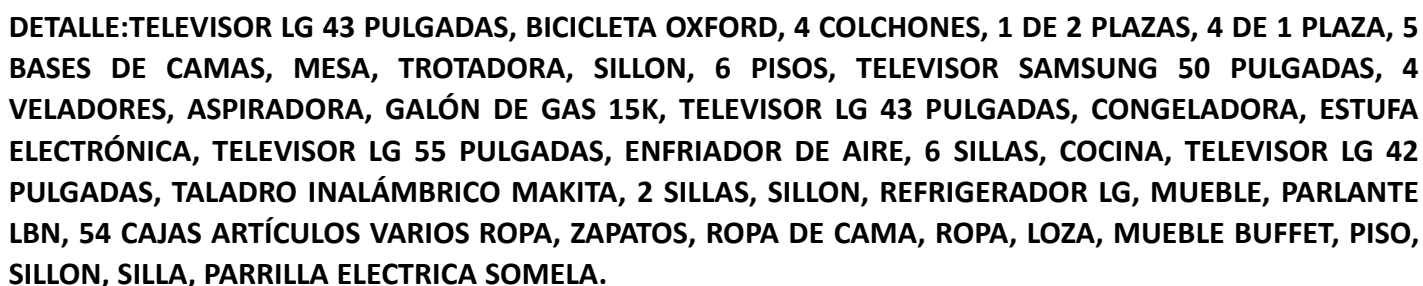 DETALLE:TELEVISOR LG 43 PULGADAS, BICICLETA OXFORD, 4 COLCHONES, 1 DE 2 PLAZAS, 4 DE 1 PLAZA, 5
BASES DE CAMAS, MESA, TROTADORA, SILLON, 6 PISOS, TELEVISOR SAMSUNG 50 PULGADAS, 4
VELADORES, ASPIRADORA, GALÓN DE GAS 15K, TELEVISOR LG 43 PULGADAS, CONGELADORA, ESTUFA
ELECTRÓNICA, TELEVISOR LG 55 PULGADAS, ENFRIADOR DE AIRE, 6 SILLAS, COCINA, TELEVISOR LG 42
PULGADAS, TALADRO INALÁMBRICO MAKITA, 2 SILLAS, SILLON, REFRIGERADOR LG, MUEBLE, PARLANTE
LBN, 54 CAJAS ARTÍCULOS VARIOS ROPA, ZAPATOS, ROPA DE CAMA, ROPA, LOZA, MUEBLE BUFFET, PISO,
SILLON, SILLA, PARRILLA ELECTRICA SOMELA.